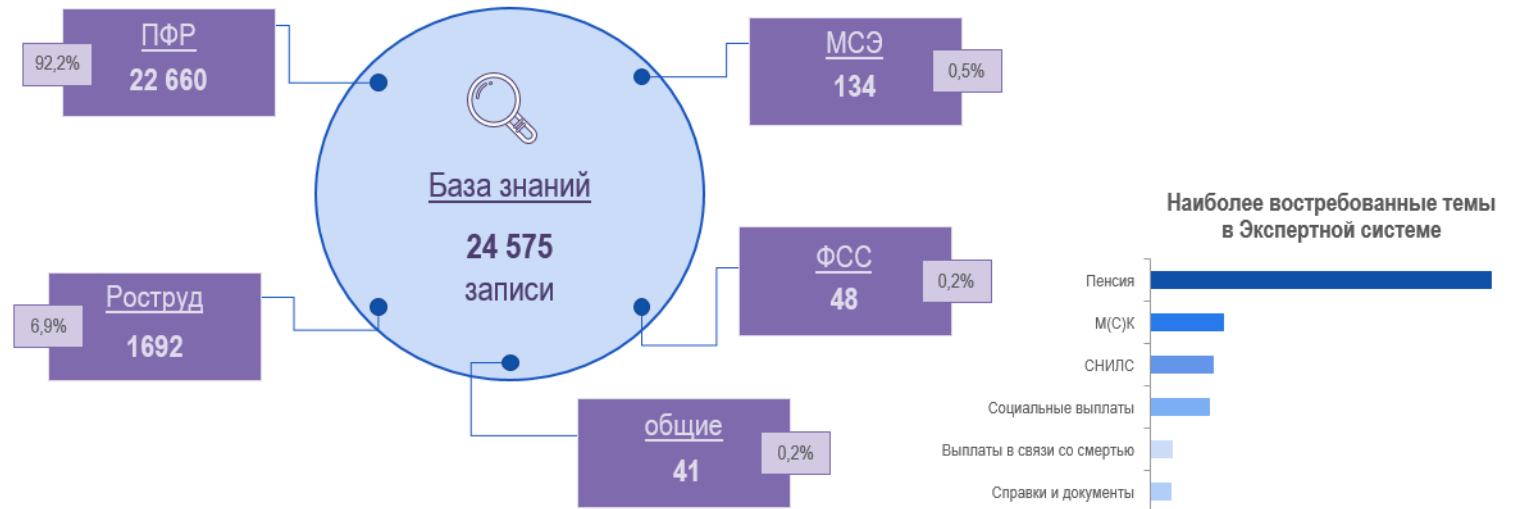 ПФР
22 660
92,2%
МСЭ
134
0,5%
База знаний
24 575
записи
ФСС
48
0,2%
Роструд
1692
6,9%
общие
41
0,2%
Наиболее востребованные темы
в Экспертной системе
Пенсия
М(С)К
СНИЛС
Социальные выплаты
Выплаты в связи со смертью
Справки и документы